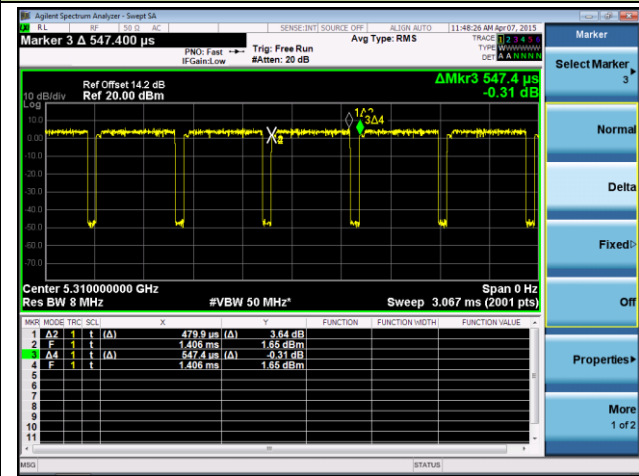 Agilent Spectrum Analyzer - Swept SA
RL RF 50 Ω AC SENSE:INT SOURCE OFF ALIGN AUTO 11:48:26 AM Apr 07, 2015
Marker 3 Δ 547.400 µs
Avg Type: RMS
TRACE 1 2 3 4 5 6
PNO: Fast Trig: Free Run
TYPE WWWWWW
IFGain:Low #Atten: 20 dB
DET A A N N N N
ΔMkr3 547.4 µs
-0.31 dB
Ref Offset 14.2 dB
10 dB/div Ref 20.00 dBm
Log
10.0
0.00
-10.0
-20.0
-30.0
-40.0
-50.0
-60.0
-70.0
1Δ2
3Δ4
Center 5.310000000 GHz Span 0 Hz
Res BW 8 MHz #VBW 50 MHz* Sweep 3.067 ms (2001 pts)
MKR MODE TRC SCL X Y FUNCTION FUNCTION WIDTH FUNCTION VALUE
1 Δ2 1 t (Δ) 479.9 µs (Δ) 3.64 dB
2 F 1 t 1.406 ms 1.65 dBm
3 Δ4 1 t (Δ) 547.4 µs (Δ) -0.31 dB
4 F 1 t 1.406 ms 1.65 dBm
5
6
7
8
9
10
11
MSG STATUS
Marker
Select Marker
3
Normal
Delta
Fixed
Off
Properties
More
1 of 2